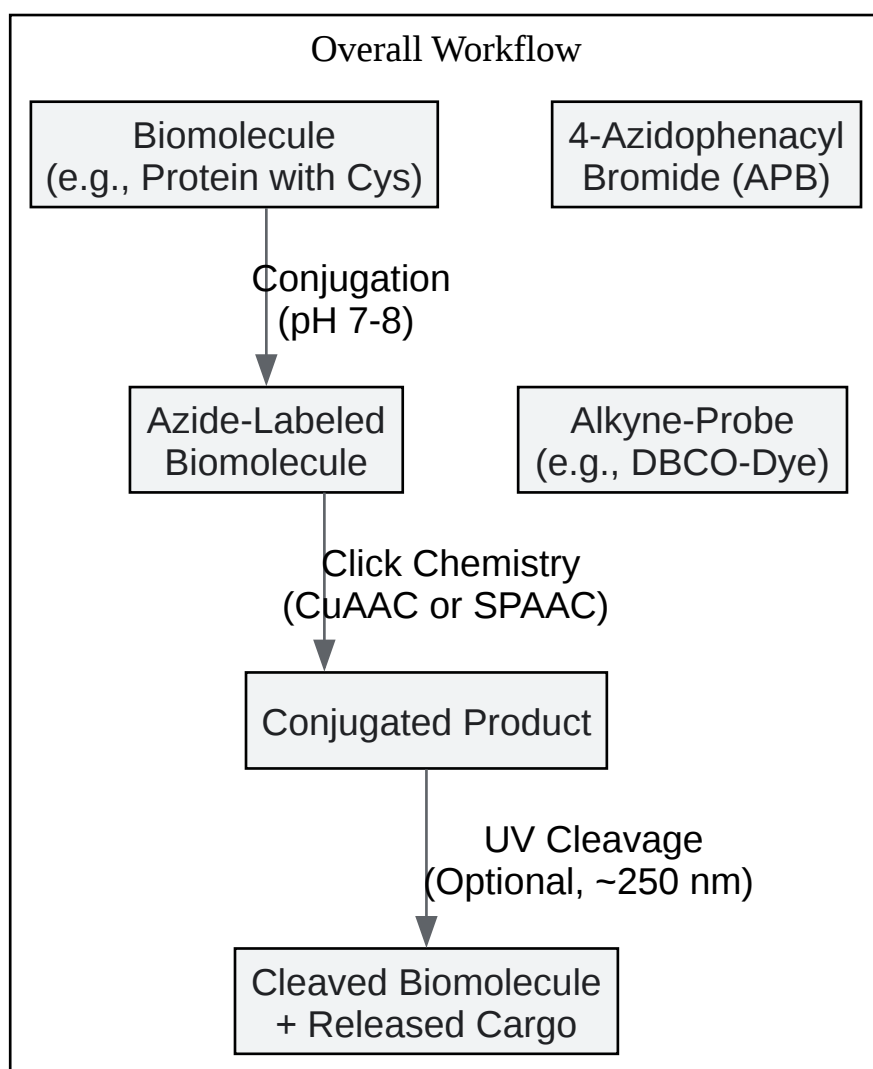 Overall Workflow
Biomolecule
(e.g., Protein with Cys)
4-Azidophenacyl
Bromide (APB)
Conjugation
(pH 7-8)
Azide-Labeled
Biomolecule
Alkyne-Probe
(e.g., DBCO-Dye)
Click Chemistry
(CuAAC or SPAAC)
Conjugated Product
UV Cleavage
(Optional, ~250 nm)
Cleaved Biomolecule
+ Released Cargo